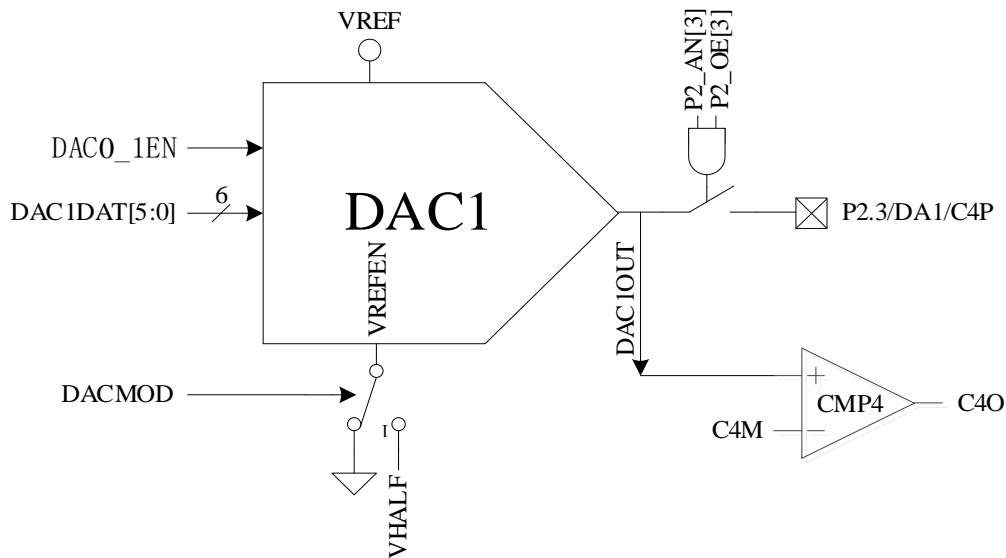 VREF
P2_AN[3]
P2_OE[3]
DAC0_1EN
6
DAC1DAT[5:0]
DAC1
P2.3/DA1/C4P
VREFEN
DAC1OUT
DACMOD
+
CMP4
C4O
C4M
1
VHALF